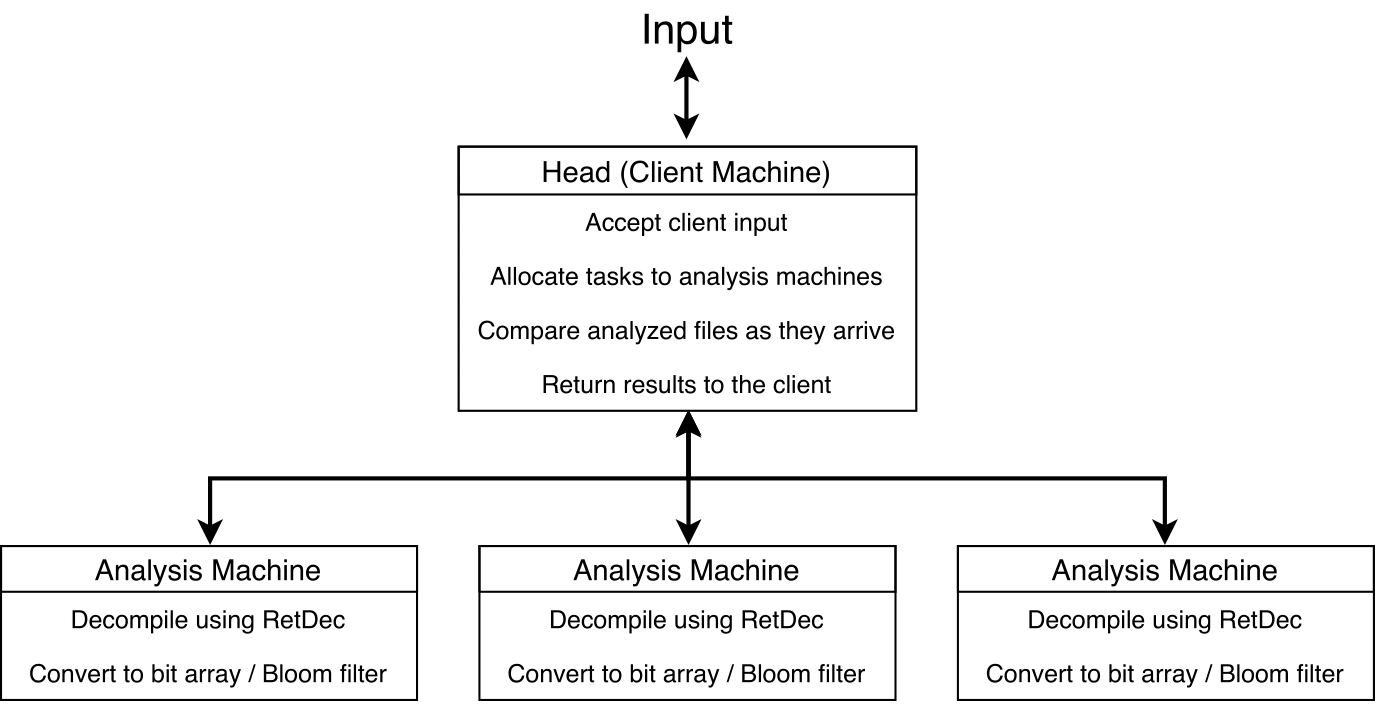 Input
Head (Client Machine)
Accept client input
Allocate tasks to analysis machines
Compare analyzed files as they arrive
Return results to the client
Analysis Machine
Decompile using RetDec
Convert to bit array / Bloom filter
Analysis Machine
Decompile using RetDec
Convert to bit array / Bloom filter
Analysis Machine
Decompile using RetDec
Convert to bit array / Bloom filter